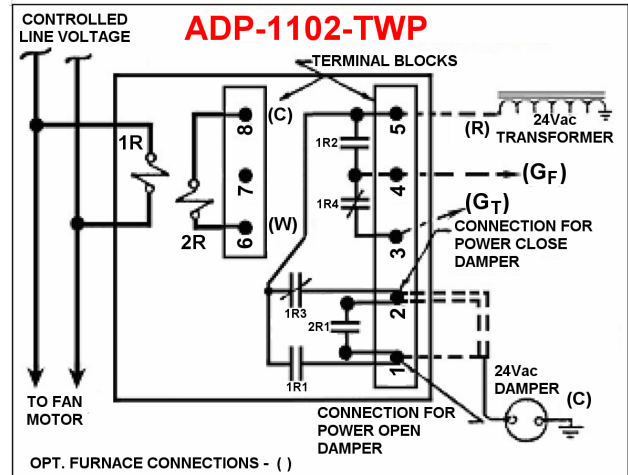 CONTROLLED
LINE VOLTAGE
ADP-1102-TWP
TERMINAL BLOCKS
1R
2R
8
(C)
7
6
(W)
1R2
5
(R)
24Vac
TRANSFORMER
4
(GF)
1R4
3
(GT)
CONNECTION FOR
POWER CLOSE
DAMPER
1R3
2
2R1
1R1
1
24Vac
DAMPER
(C)
TO FAN
MOTOR
CONNECTION FOR
POWER OPEN
DAMPER
OPT. FURNACE CONNECTIONS - ( )